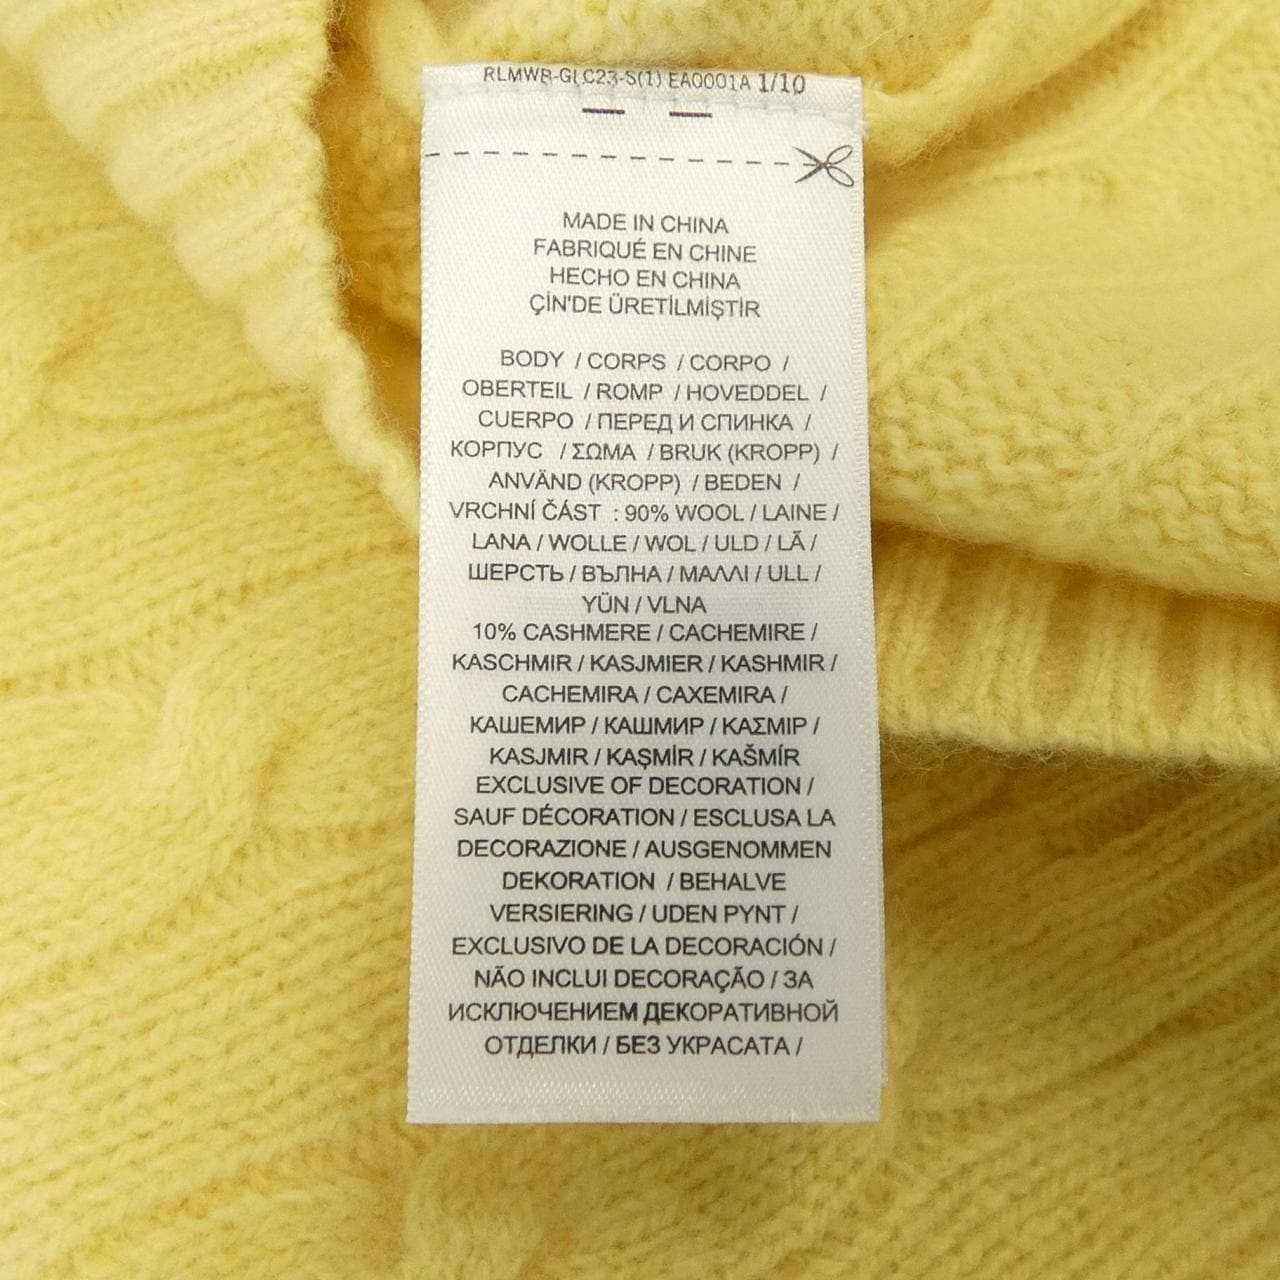 RLMWB-GLC23-S(1) EA0001A 1/10
MADE IN CHINA
FABRIQUÉ EN CHINE
HECHO EN CHINA
ÇİN'DE ÜRETİLMİŞTİR
BODY / CORPS / CORPO /
OBERTEIL / ROMP / HOVEDDEL /
CUERPO / ПЕРЕД И СПИНКА /
КОРПУС / ΣΩΜΑ / BRUK (KROPP) /
ANVÄND (KROPP) / BEDEN /
VRCHNÍ ČÁST : 90% WOOL / LAINE /
LANA / WOLLE / WOL / ULD / LÃ /
ШЕРСТЬ / ВЪЛНА / ΜΑΛΛΙ / ULL /
YÜN / VLNA
10% CASHMERE / CACHEMIRE /
KASCHMIR / KASJMIER / KASHMIR /
CACHEMIRA / CAXEMIRA /
КАШЕМИР / КАШМИР / ΚΑΣΜΙΡ /
KASJMIR / KAŞMİR / KAŠMÍR
EXCLUSIVE OF DECORATION /
SAUF DÉCORATION / ESCLUSA LA
DECORAZIONE / AUSGENOMMEN
DEKORATION / BEHALVE
VERSIERING / UDEN PYNT /
EXCLUSIVO DE LA DECORACIÓN /
NÃO INCLUI DECORAÇÃO / ЗА
ИСКЛЮЧЕНИЕМ ДЕКОРАТИВНОЙ
ОТДЕЛКИ / БЕЗ УКРАСАТА /